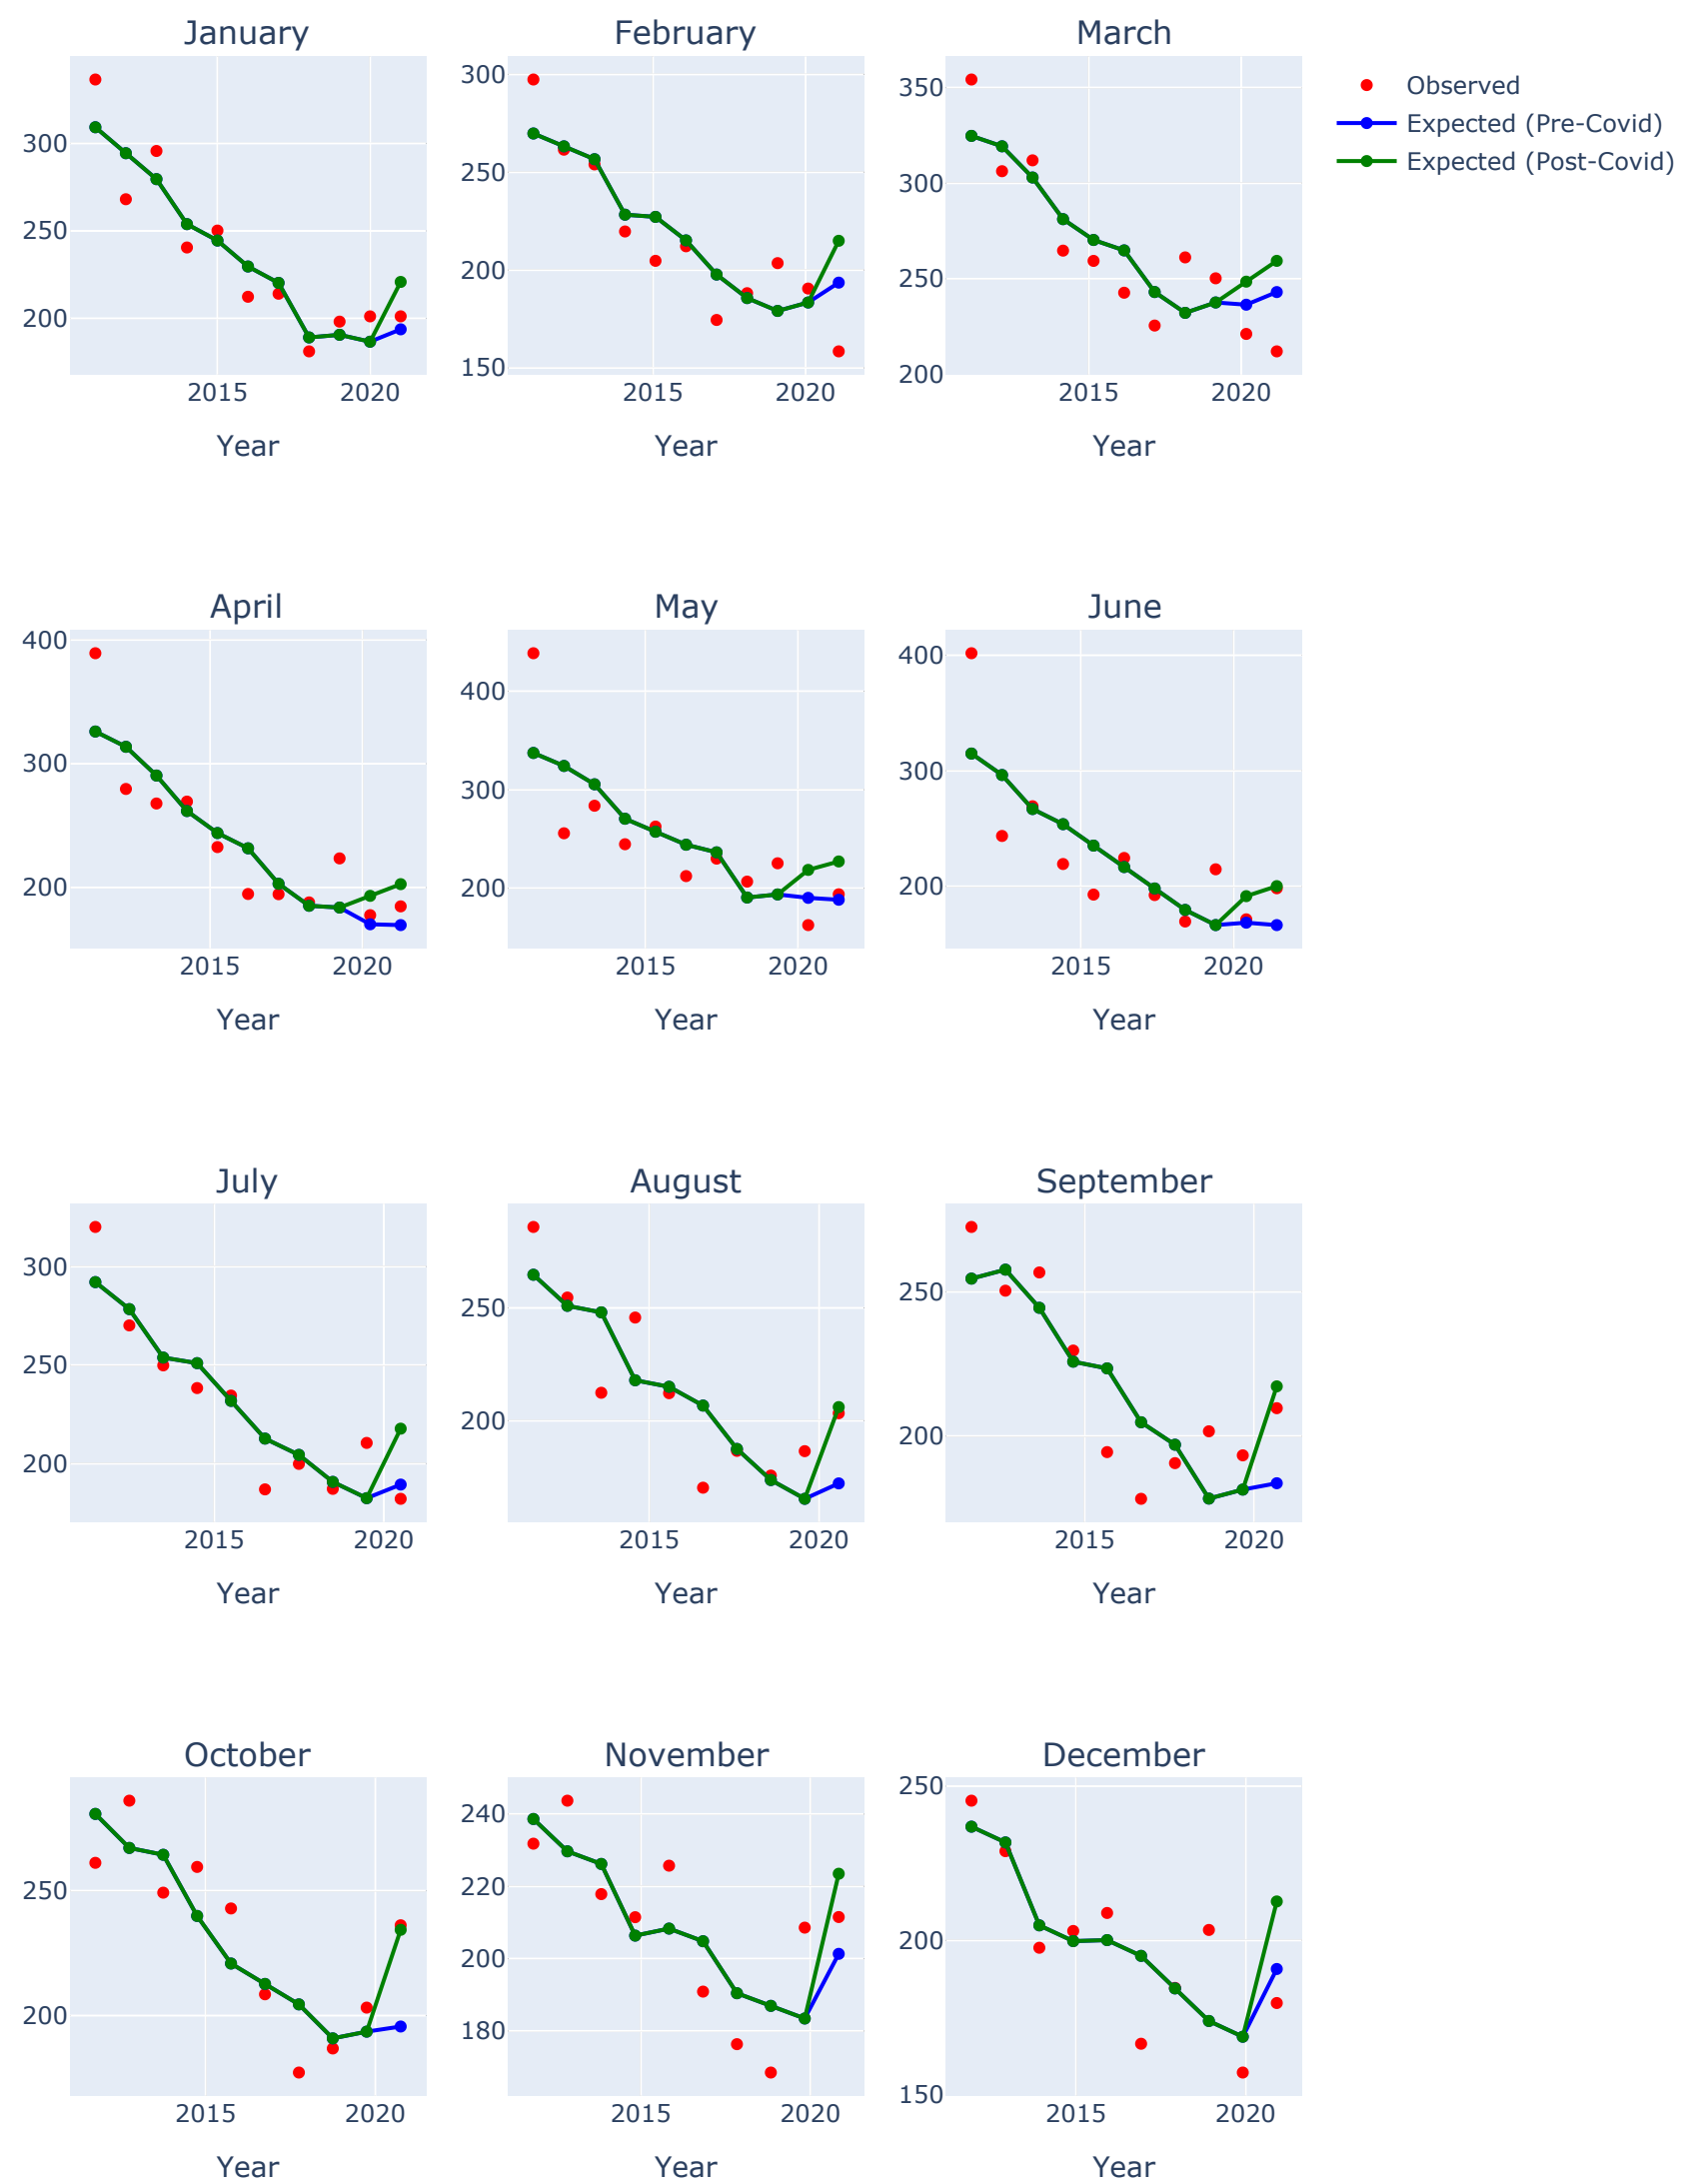 January February March
Observed
Expected (Pre-Covid)
Expected (Post-Covid)
300
250
200
2015 2020
Year
300
250
200
150
2015 2020
Year
350
300
250
200
2015 2020
Year
April May June
400
300
200
2015 2020
Year
400
300
200
2015 2020
Year
400
300
200
2015 2020
Year
July August September
300
250
200
2015 2020
Year
250
200
2015 2020
Year
250
200
2015 2020
Year
October November December
250
200
2015 2020
Year
240
220
200
180
2015 2020
Year
250
200
150
2015 2020
Year